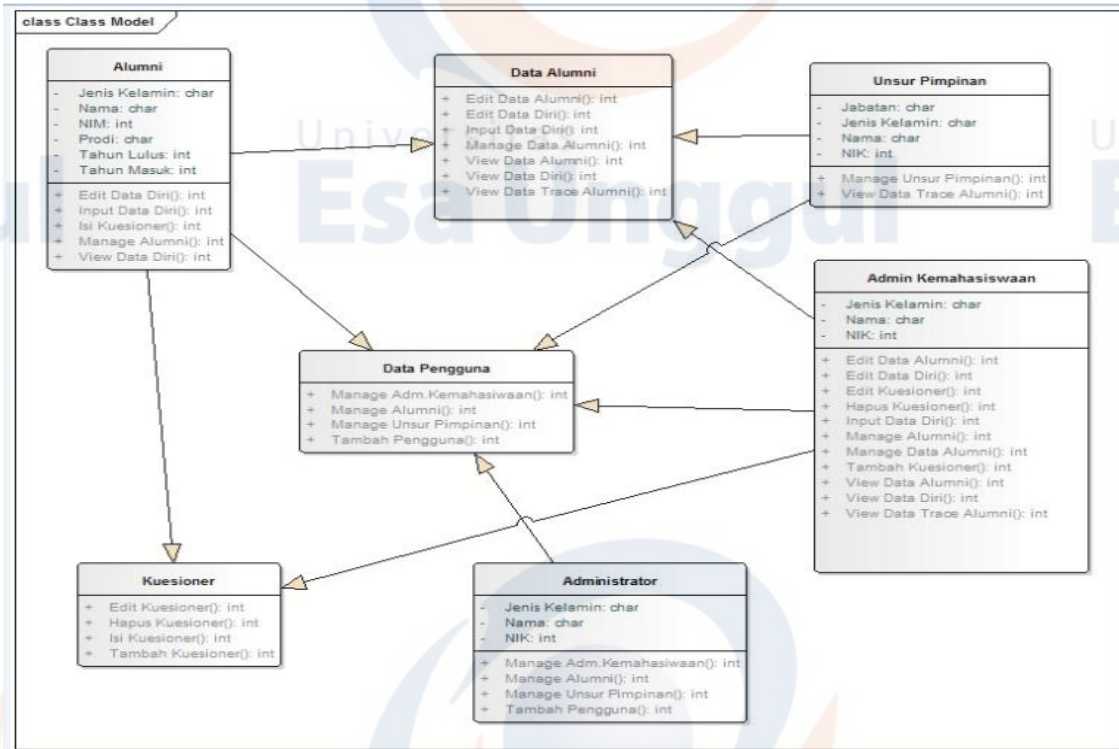 class Class Model
Alumni
- Jenis Kelamin: char
- Nama: char
- NIM: int
- Prodi: char
- Tahun Lulus: int
- Tahun Masuk: int
+ Edit Data Diri(): int
+ Input Data Diri(): int
+ Isi Kuesioner(): int
+ Manage Alumni(): int
+ View Data Diri(): int
Data Alumni
+ Edit Data Alumni(): int
+ Edit Data Diri(): int
+ Input Data Diri(): int
+ Manage Data Alumni(): int
+ View Data Alumni(): int
+ View Data Diri(): int
+ View Data Trace Alumni(): int
Unsur Pimpinan
- Jabatan: char
- Jenis Kelamin: char
- Nama: char
- NIK: int
+ Manage Unsur Pimpinan(): int
+ View Data Trace Alumni(): int
Esa Unggul
Admin Kemahasiswaan
- Jenis Kelamin: char
- Nama: char
- NIK: int
+ Edit Data Alumni(): int
+ Edit Data Diri(): int
+ Edit Kuesioner(): int
+ Hapus Kuesioner(): int
+ Input Data Diri(): int
+ Manage Alumni(): int
+ Manage Data Alumni(): int
+ Tambah Kuesioner(): int
+ View Data Alumni(): int
+ View Data Diri(): int
+ View Data Trace Alumni(): int
Data Pengguna
+ Manage Adm.Kemahasiwaan(): int
+ Manage Alumni(): int
+ Manage Unsur Pimpinan(): int
+ Tambah Pengguna(): int
Kuesioner
+ Edit Kuesioner(): int
+ Hapus Kuesioner(): int
+ Isi Kuesioner(): int
+ Tambah Kuesioner(): int
Administrator
- Jenis Kelamin: char
- Nama: char
- NIK: int
+ Manage Adm.Kemahasiwaan(): int
+ Manage Alumni(): int
+ Manage Unsur Pimpinan(): int
+ Tambah Pengguna(): int